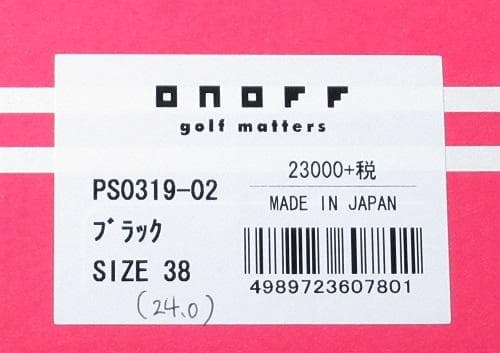 onoff
golf matters
23000+税
PS0319-02
MADE IN JAPAN
ブラック
SIZE 38
(24.0)
4989723607801